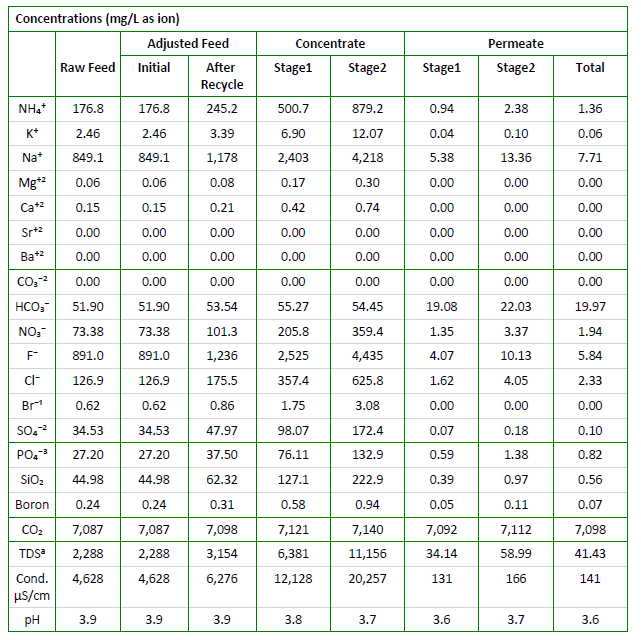 Concentrations (mg/L as ion)
Adjusted Feed Concentrate Permeate
Raw Feed Initial After Stage1 Stage2 Stage1 Stage2 Total
Recycle
NH₄⁺ 176.8 176.8 245.2 500.7 879.2 0.94 2.38 1.36
K⁺ 2.46 2.46 3.39 6.90 12.07 0.04 0.10 0.06
Na⁺ 849.1 849.1 1,178 2,403 4,218 5.38 13.36 7.71
Mg⁺² 0.06 0.06 0.08 0.17 0.30 0.00 0.00 0.00
Ca⁺² 0.15 0.15 0.21 0.42 0.74 0.00 0.00 0.00
Sr⁺² 0.00 0.00 0.00 0.00 0.00 0.00 0.00 0.00
Ba⁺² 0.00 0.00 0.00 0.00 0.00 0.00 0.00 0.00
CO₃⁻² 0.00 0.00 0.00 0.00 0.00 0.00 0.00 0.00
HCO₃⁻ 51.90 51.90 53.54 55.27 54.45 19.08 22.03 19.97
NO₃⁻ 73.38 73.38 101.3 205.8 359.4 1.35 3.37 1.94
F⁻ 891.0 891.0 1,236 2,525 4,435 4.07 10.13 5.84
Cl⁻ 126.9 126.9 175.5 357.4 625.8 1.62 4.05 2.33
Br⁻¹ 0.62 0.62 0.86 1.75 3.08 0.00 0.00 0.00
SO₄⁻² 34.53 34.53 47.97 98.07 172.4 0.07 0.18 0.10
PO₄⁻³ 27.20 27.20 37.50 76.11 132.9 0.59 1.38 0.82
SiO₂ 44.98 44.98 62.32 127.1 222.9 0.39 0.97 0.56
Boron 0.24 0.24 0.31 0.58 0.94 0.05 0.11 0.07
CO₂ 7,087 7,087 7,098 7,121 7,140 7,092 7,112 7,098
TDSª 2,288 2,288 3,154 6,381 11,156 34.14 58.99 41.43
Cond. 4,628 4,628 6,276 12,128 20,257 131 166 141
µS/cm
pH 3.9 3.9 3.9 3.8 3.7 3.6 3.7 3.6